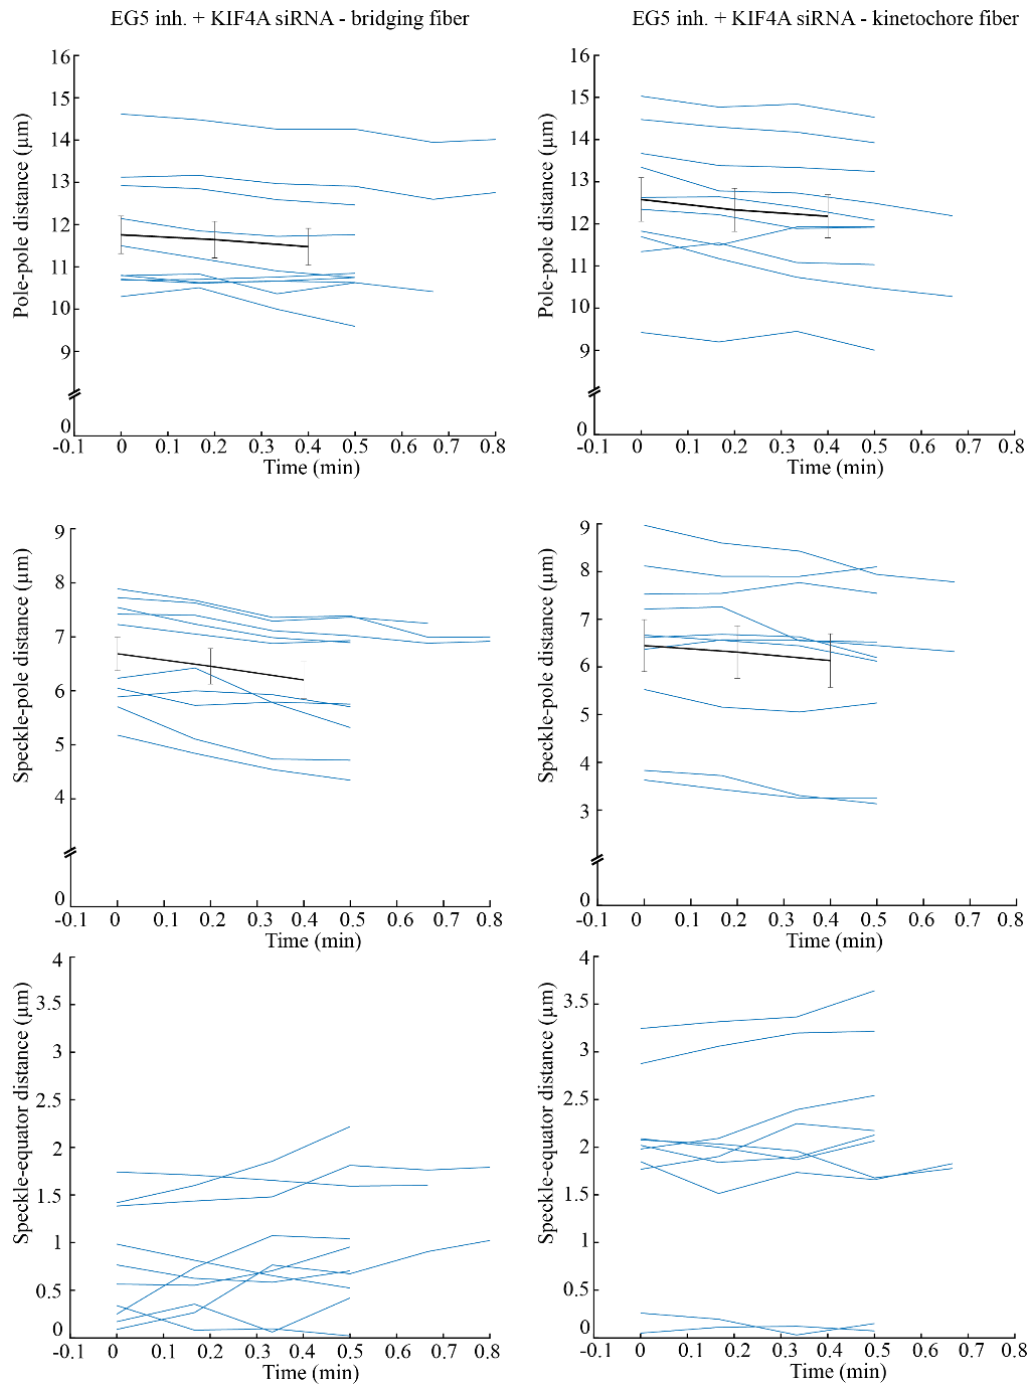 EG5 inh. + KIF4A siRNA - bridging fiber
EG5 inh. + KIF4A siRNA - kinetochore fiber
Pole-pole distance (μm)
16
15
14
13
12
11
10
9
0
-0.1 0 0.1 0.2 0.3 0.4 0.5 0.6 0.7 0.8
Time (min)
Pole-pole distance (μm)
16
15
14
13
12
11
10
9
0
-0.1 0 0.1 0.2 0.3 0.4 0.5 0.6 0.7 0.8
Time (min)
Speckle-pole distance (μm)
9
8
7
6
5
4
0
-0.1 0 0.1 0.2 0.3 0.4 0.5 0.6 0.7 0.8
Time (min)
Speckle-pole distance (μm)
9
8
7
6
5
4
3
0
-0.1 0 0.1 0.2 0.3 0.4 0.5 0.6 0.7 0.8
Time (min)
Speckle-equator distance (μm)
4
3.5
3
2.5
2
1.5
1
0.5
0
-0.1 0 0.1 0.2 0.3 0.4 0.5 0.6 0.7 0.8
Time (min)
Speckle-equator distance (μm)
4
3.5
3
2.5
2
1.5
1
0.5
0
-0.1 0 0.1 0.2 0.3 0.4 0.5 0.6 0.7 0.8
Time (min)